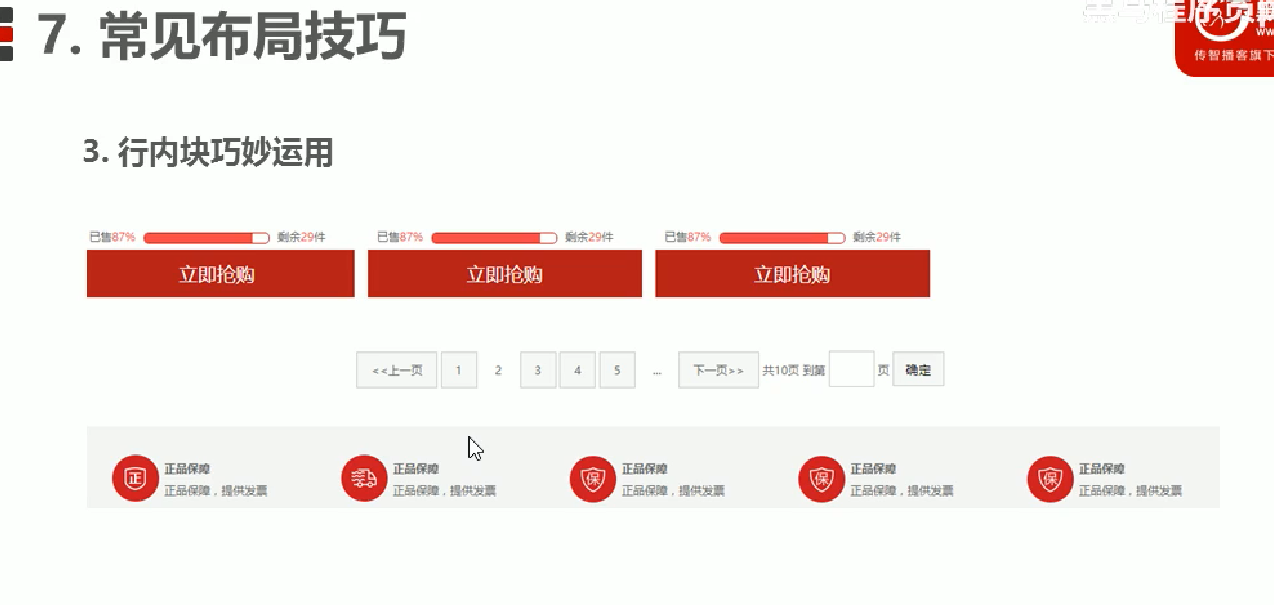 7. 常见布局技巧
传智播客旗下
3. 行内块巧妙运用
已售87% 剩余29件 已售87% 剩余29件 已售87% 剩余29件
立即抢购 立即抢购 立即抢购
<<上一页 1 2 3 4 5 ... 下一页>> 共10页 到第 页 确定
正品保障 正品保障 正品保障 正品保障 正品保障
正 保 保 保
正品保障，提供发票 正品保障，提供发票 正品保障，提供发票 正品保障，提供发票 正品保障，提供发票